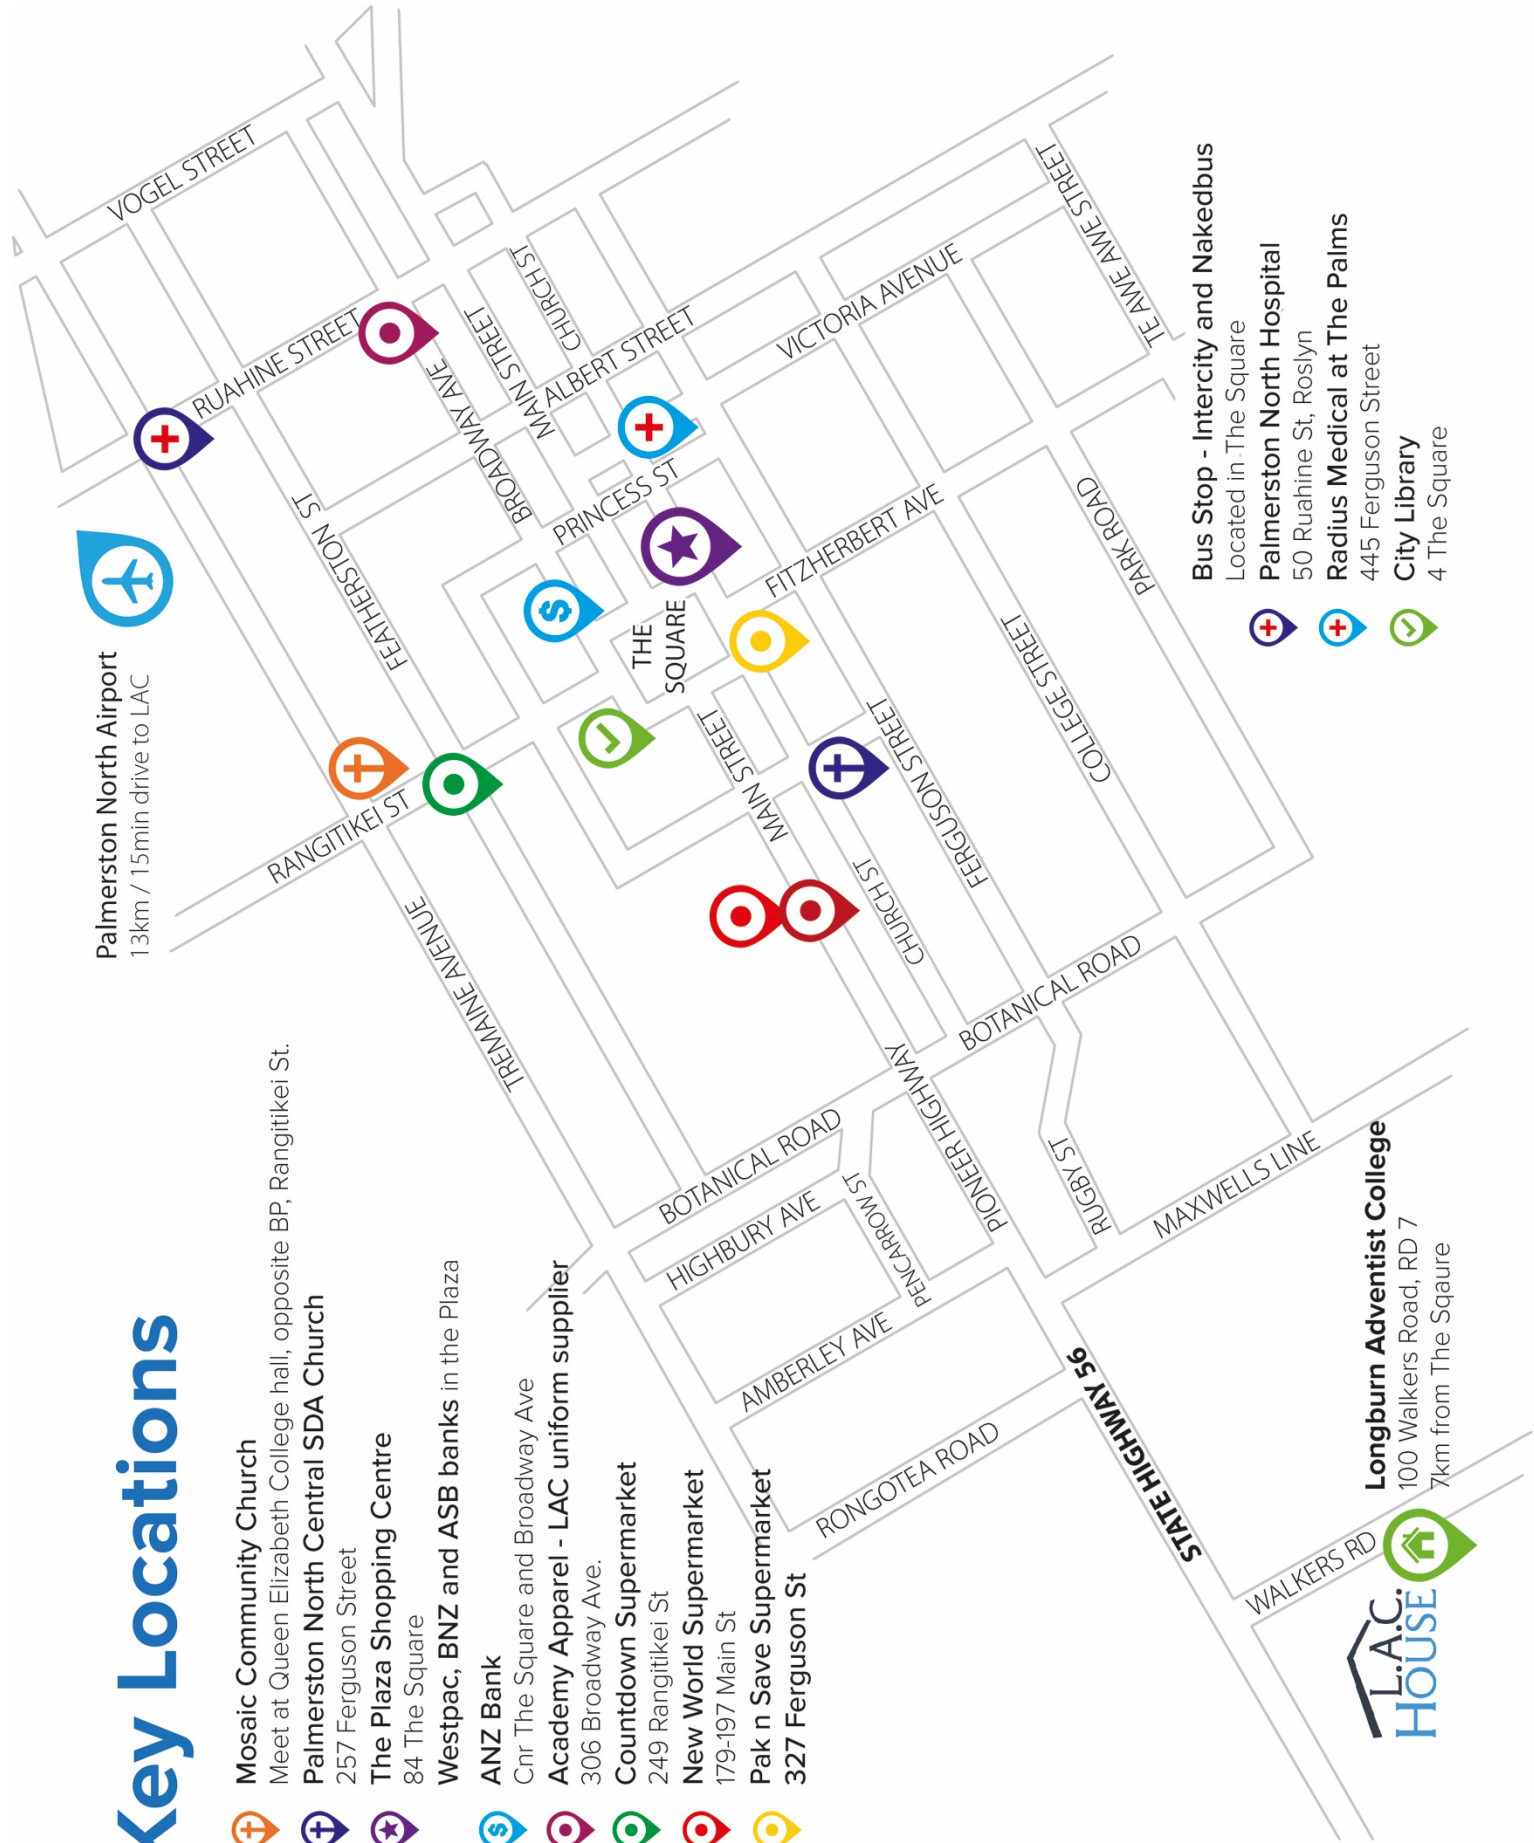 Key Locations
Mosaic Community Church
Meet at Queen Elizabeth College hall, opposite BP, Rangitikei St.
Palmerston North Central SDA Church
257 Ferguson Street
The Plaza Shopping Centre
84 The Square
Westpac, BNZ and ASB banks in the Plaza
ANZ Bank
Cnr The Square and Broadway Ave
Academy Apparel - LAC uniform supplier
306 Broadway Ave.
Countdown Supermarket
249 Rangitikei St
New World Supermarket
179-197 Main St
Pak n Save Supermarket
327 Ferguson St
Palmerston North Airport
13km / 15min drive to LAC
VOGEL STREET
RUAHINE STREET
FEATHERSTON ST
RANGITIKEI ST
TREMAINE AVENUE
BROADWAY AVE
MAIN STREET
CHURCH ST
ALBERT STREET
PRINCESS ST
THE
SQUARE
VICTORIA AVENUE
FITZHERBERT AVE
TE AWE AWE STREET
PARK ROAD
COLLEGE STREET
FERGUSON STREET
MAIN STREET
CHURCH ST
BOTANICAL ROAD
BOTANICAL ROAD
HIGHBURY AVE
PENCARROW ST
PIONEER HIGHWAY
RUGBY ST
MAXWELLS LINE
AMBERLEY AVE
RONGOTEA ROAD
STATE HIGHWAY 56
WALKERS RD
L.A.C.
HOUSE
Longburn Adventist College
100 Walkers Road, RD 7
7km from The Sqaure
Bus Stop - Intercity and Nakedbus
Located in The Square
Palmerston North Hospital
50 Ruahine St, Roslyn
Radius Medical at The Palms
445 Ferguson Street
City Library
4 The Square